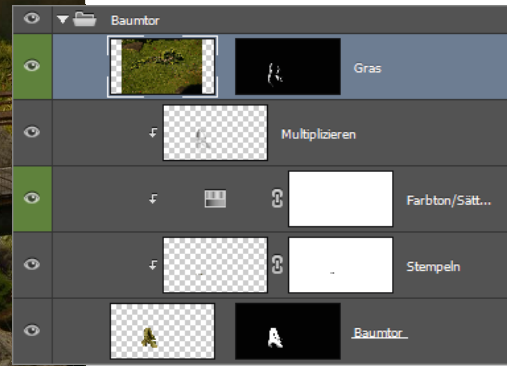 Baumtor
Gras
Multiplizieren
Farbton/Sätt...
Stempeln
Baumtor